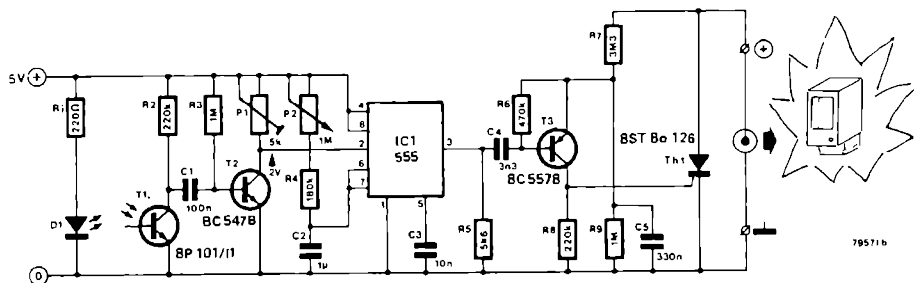 5V +
R1
220Ω
D1
R2
220k
T1
BP 101/I1
C1
100n
R3
1M
T2
BC547B
P1
5k
2V
P2
1M
R4
180k
C2
1µ
4
8
2
6
7
3
1
5
IC1
555
C3
10n
R5
5k6
C4
3n3
R6
470k
T3
BC557B
R8
220k
R7
3M3
R9
1M
C5
330n
BST Bo 126
Th1
+
0
79571b